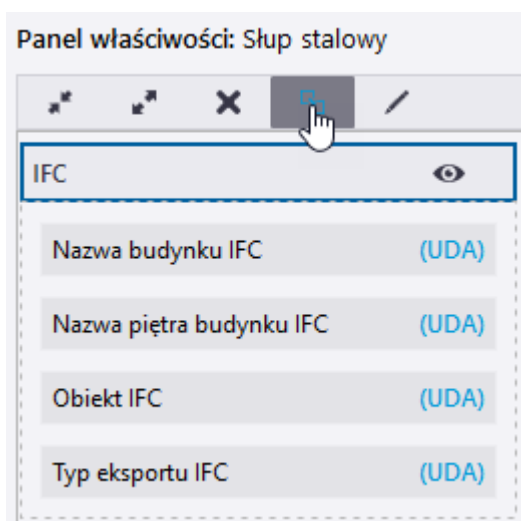 Panel właściwości: Słup stalowy
IFC
Nazwa budynku IFC (UDA)
Nazwa piętra budynku IFC (UDA)
Obiekt IFC (UDA)
Typ eksportu IFC (UDA)